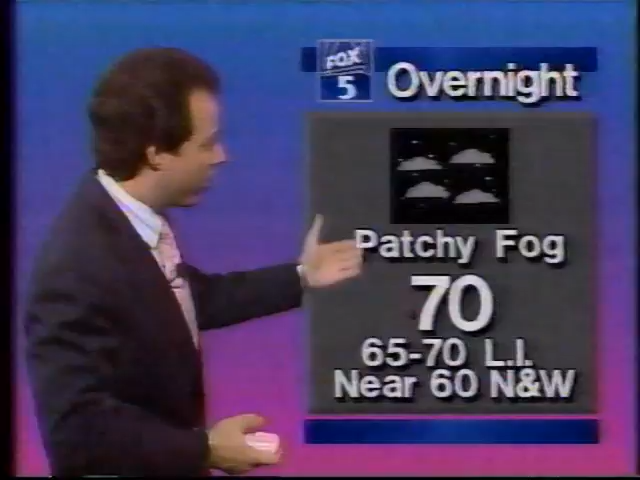 FOX
5
Overnight
Patchy Fog
70
65-70 L.I.
Near 60 N&W